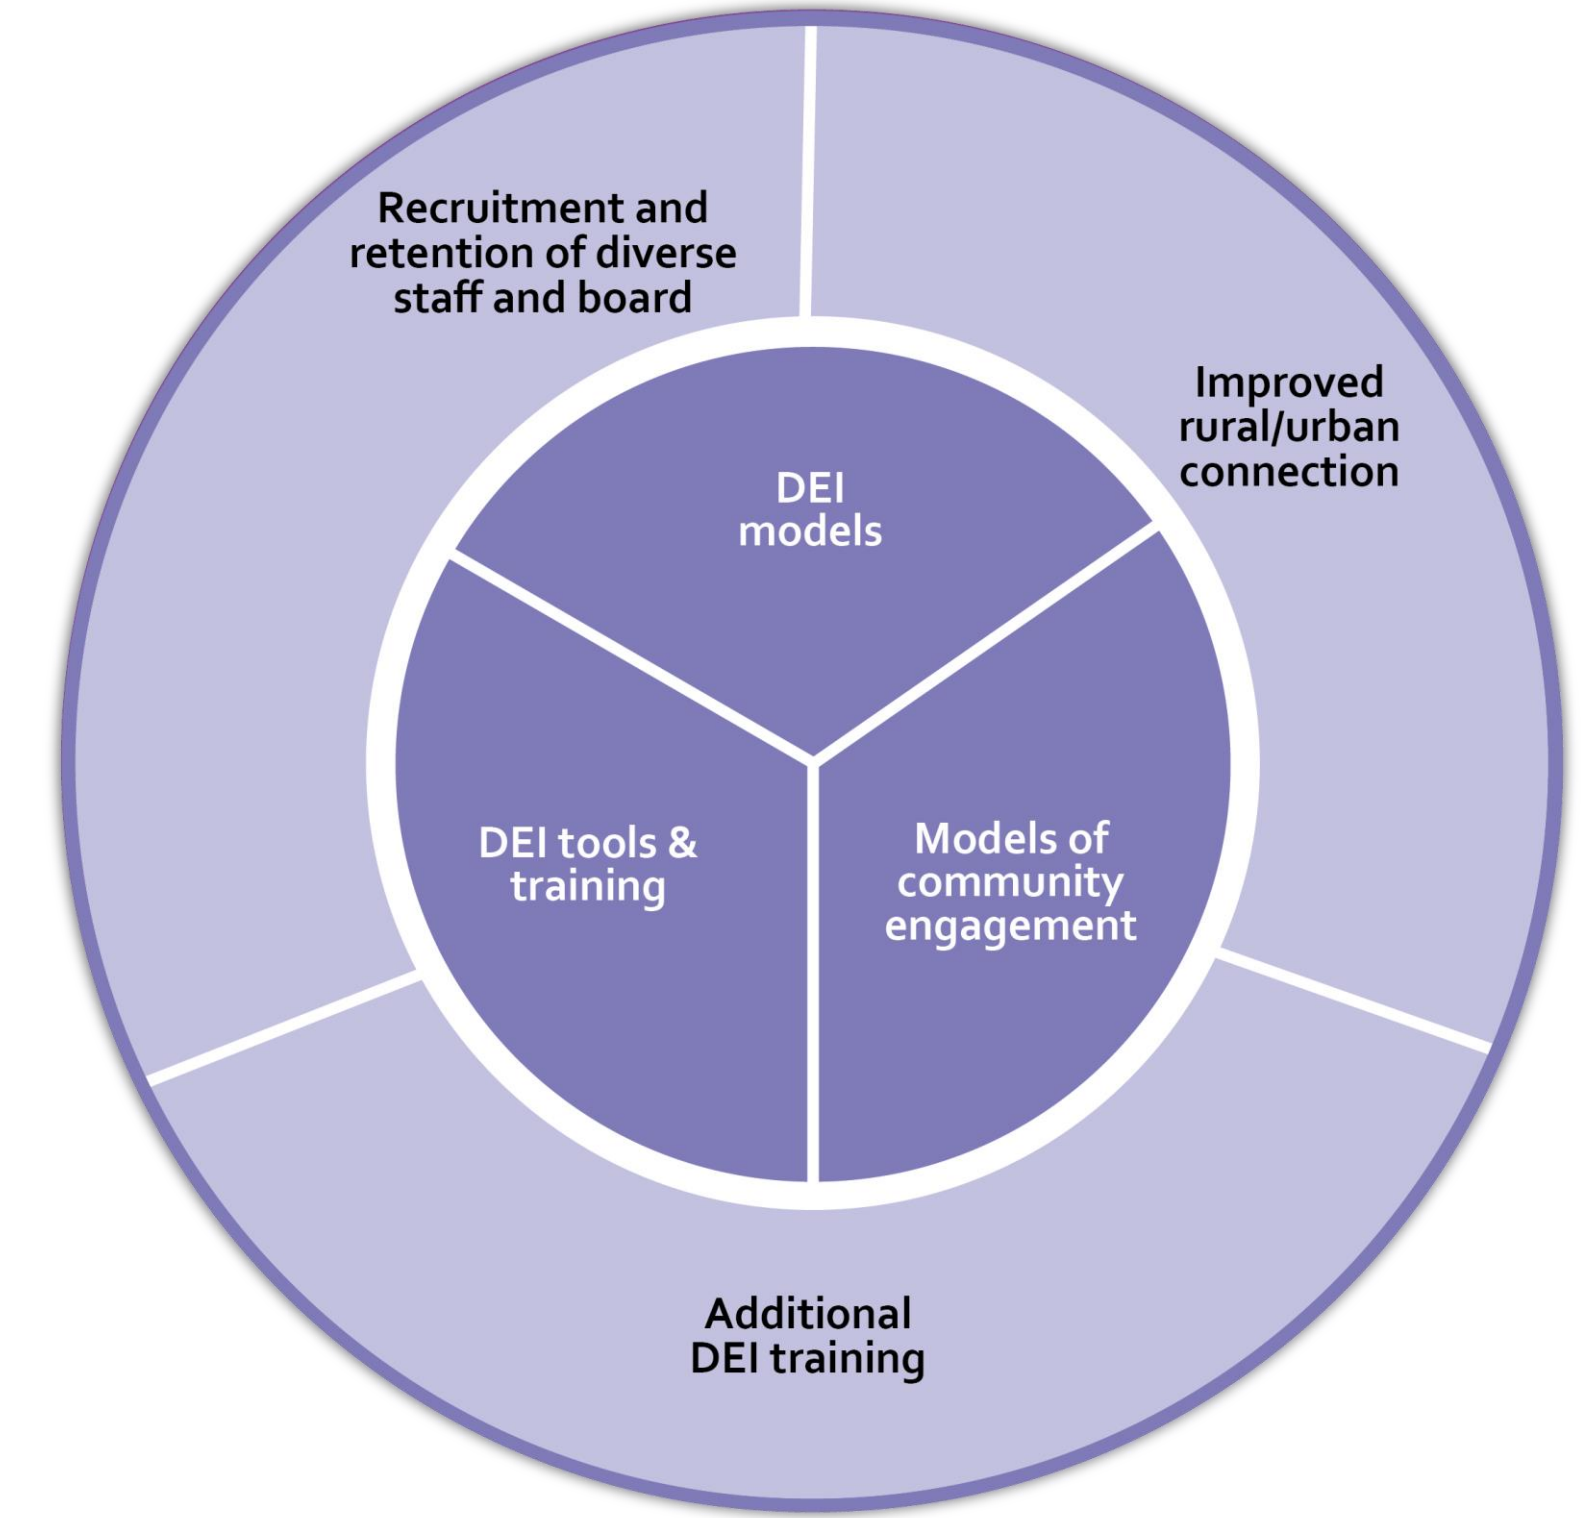 Recruitment and
retention of diverse
staff and board
Improved
rural/urban
connection
DEI
models
DEI tools &
training
Models of
community
engagement
Additional
DEI training